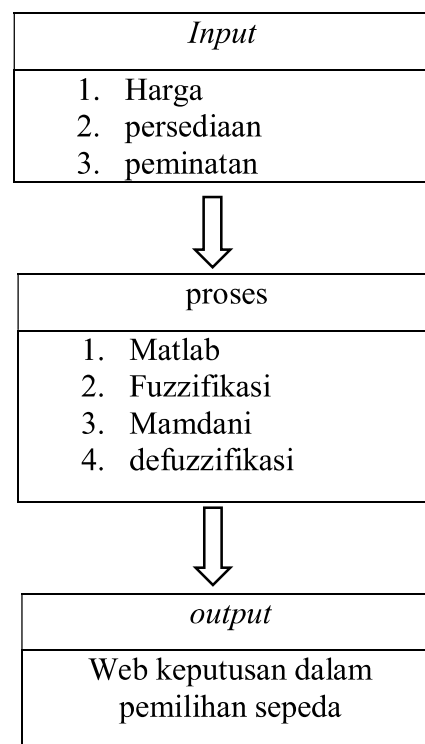 Input
1. Harga
2. persediaan
3. peminatan
proses
1. Matlab
2. Fuzzifikasi
3. Mamdani
4. defuzzifikasi
output
Web keputusan dalam
pemilihan sepeda